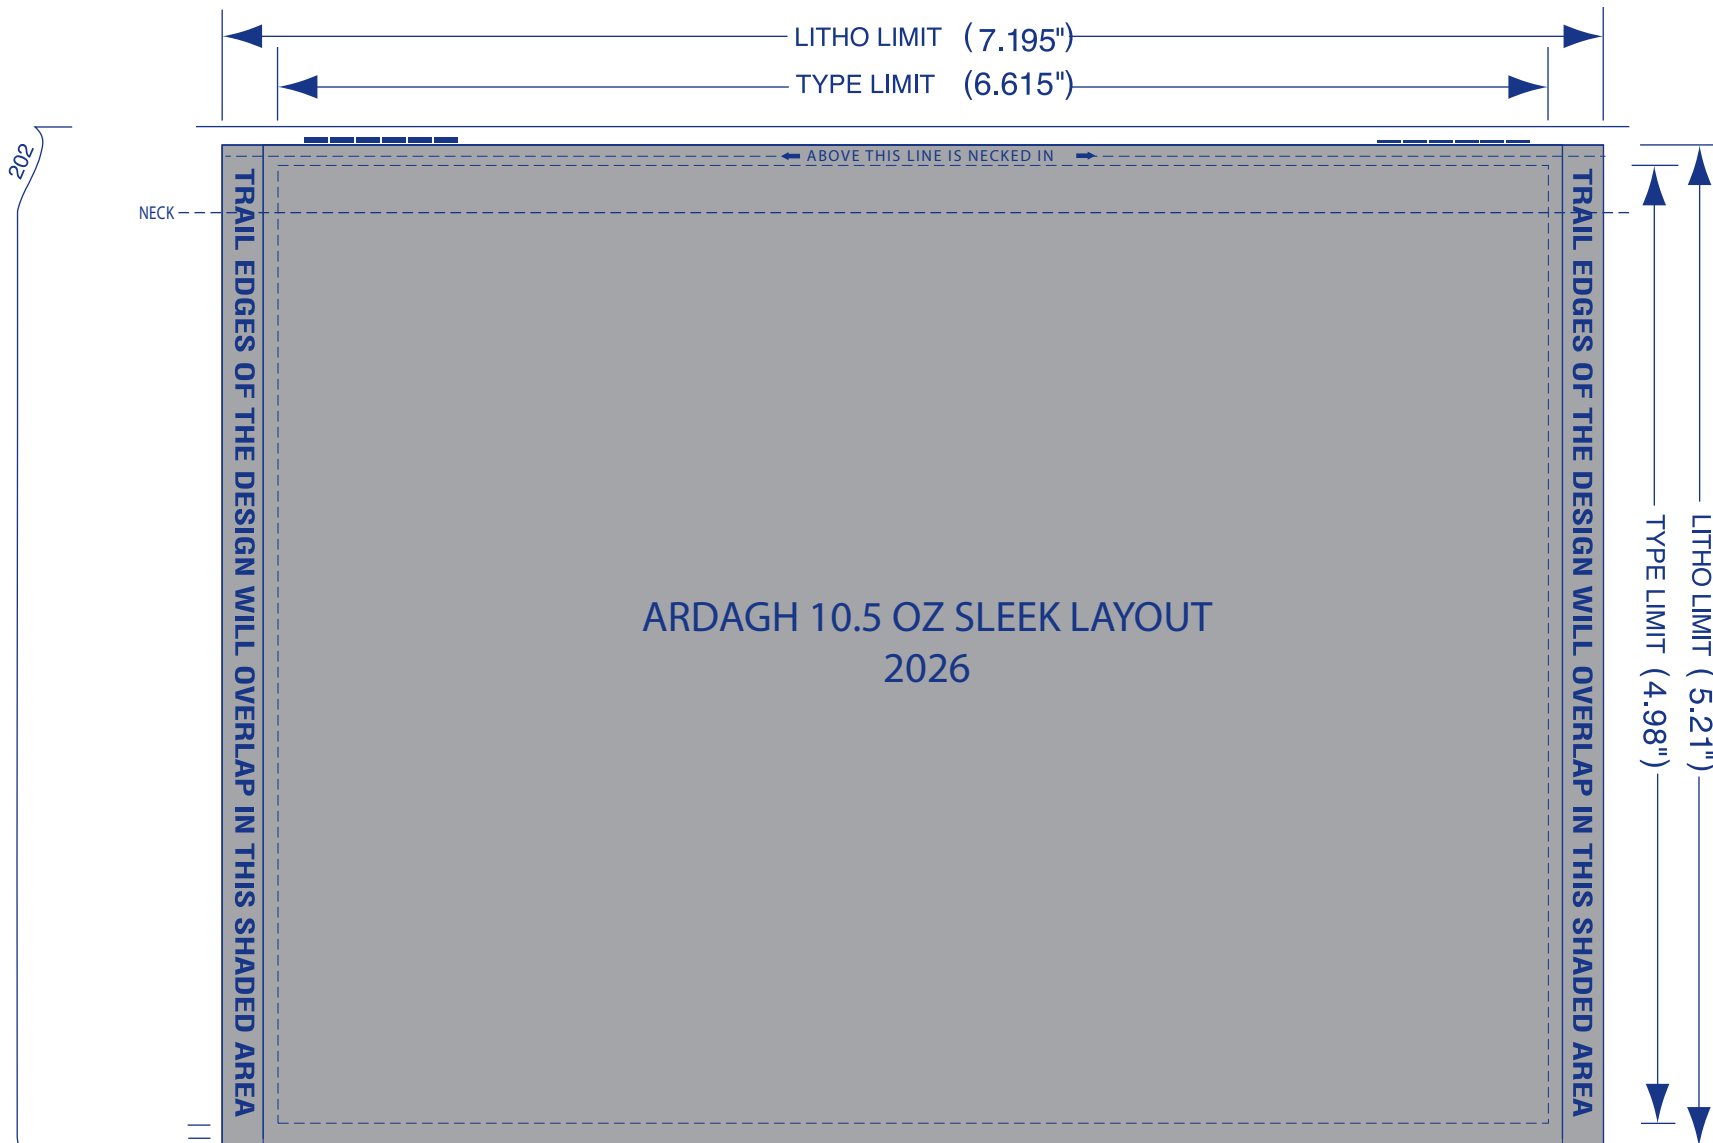 LITHO LIMIT (7.195")
TYPE LIMIT (6.615")
202
ABOVE THIS LINE IS NECKED IN
NECK
TRAIL EDGES OF THE DESIGN WILL OVERLAP IN THIS SHADED AREA
ARDAGH 10.5 OZ SLEEK LAYOUT
2026
TRAIL EDGES OF THE DESIGN WILL OVERLAP IN THIS SHADED AREA
TYPE LIMIT (4.98")
LITHO LIMIT ( 5.21")